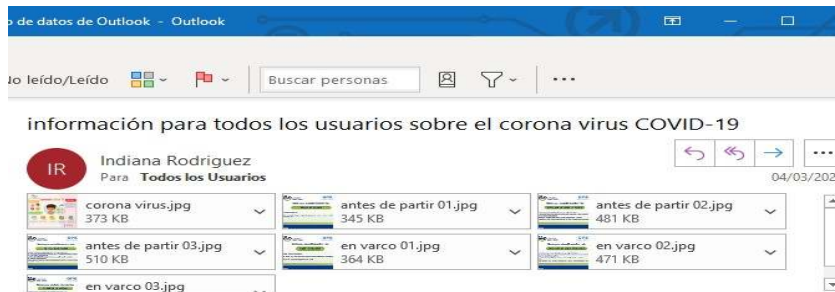 o de datos de Outlook - Outlook
No leído/Leído Buscar personas
información para todos los usuarios sobre el corona virus COVID-19
IR Indiana Rodriguez
Para Todos los Usuarios
04/03/202
corona virus.jpg antes de partir 01.jpg antes de partir 02.jpg
373 KB 345 KB 481 KB
antes de partir 03.jpg en varco 01.jpg en varco 02.jpg
510 KB 364 KB 471 KB
en varco 03.jpg